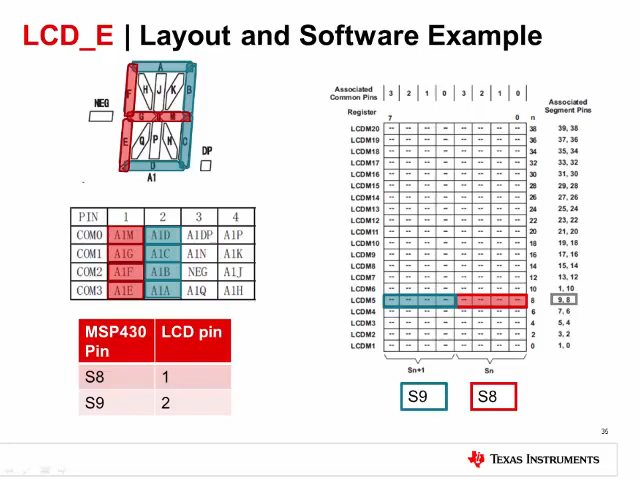 LCD_E | Layout and Software Example
A
F
H
J
K
B
G
M
E
Q
P
N
C
D
NEG
DP
A1
PIN 1 2 3 4
COM0 A1M A1D A1DP A1P
COM1 A1G A1C A1N A1K
COM2 A1F A1B NEG A1J
COM3 A1E A1A A1Q A1H
MSP430 Pin LCD pin
S8 1
S9 2
Associated Common Pins 3 2 1 0 3 2 1 0 Associated Segment Pins
Register 7 0 n
LCDM20 -- -- -- -- -- -- -- -- 38 39, 38
LCDM19 -- -- -- -- -- -- -- -- 36 37, 36
LCDM18 -- -- -- -- -- -- -- -- 34 35, 34
LCDM17 -- -- -- -- -- -- -- -- 32 33, 32
LCDM16 -- -- -- -- -- -- -- -- 30 31, 30
LCDM15 -- -- -- -- -- -- -- -- 28 29, 28
LCDM14 -- -- -- -- -- -- -- -- 26 27, 26
LCDM13 -- -- -- -- -- -- -- -- 24 25, 24
LCDM12 -- -- -- -- -- -- -- -- 22 23, 22
LCDM11 -- -- -- -- -- -- -- -- 20 21, 20
LCDM10 -- -- -- -- -- -- -- -- 18 19, 18
LCDM9 -- -- -- -- -- -- -- -- 16 17, 16
LCDM8 -- -- -- -- -- -- -- -- 14 15, 14
LCDM7 -- -- -- -- -- -- -- -- 12 13, 12
LCDM6 -- -- -- -- -- -- -- -- 10 1, 10
LCDM5 -- -- -- -- -- -- -- -- 8 9, 8
LCDM4 -- -- -- -- -- -- -- -- 6 7, 6
LCDM3 -- -- -- -- -- -- -- -- 4 5, 4
LCDM2 -- -- -- -- -- -- -- -- 2 3, 2
LCDM1 -- -- -- -- -- -- -- -- 0 1, 0
Sn+1 Sn
S9 S8
36
TEXAS INSTRUMENTS